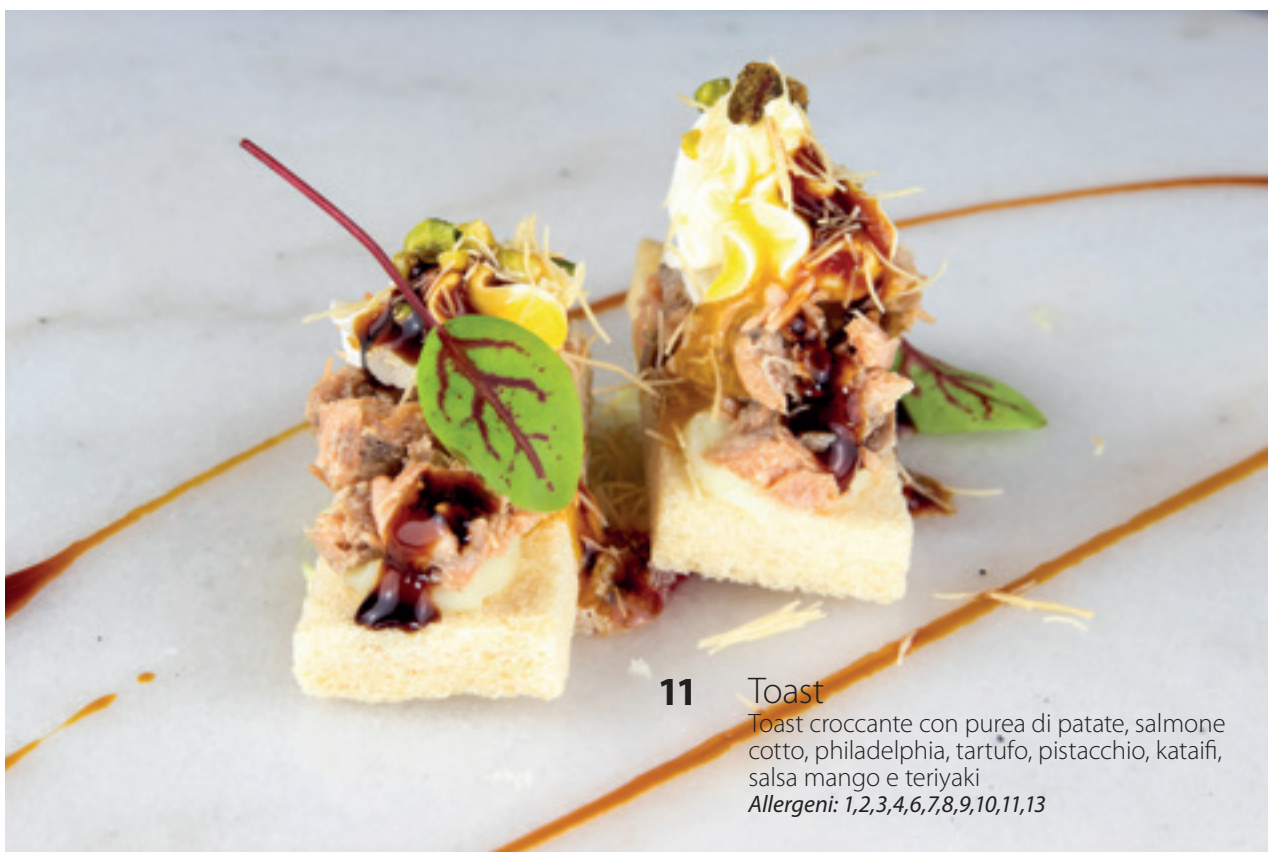 11 Toast
Toast croccante con purea di patate, salmone
cotto, philadelphia, tartufo, pistacchio, kataifi,
salsa mango e teriyaki
Allergeni: 1,2,3,4,6,7,8,9,10,11,13